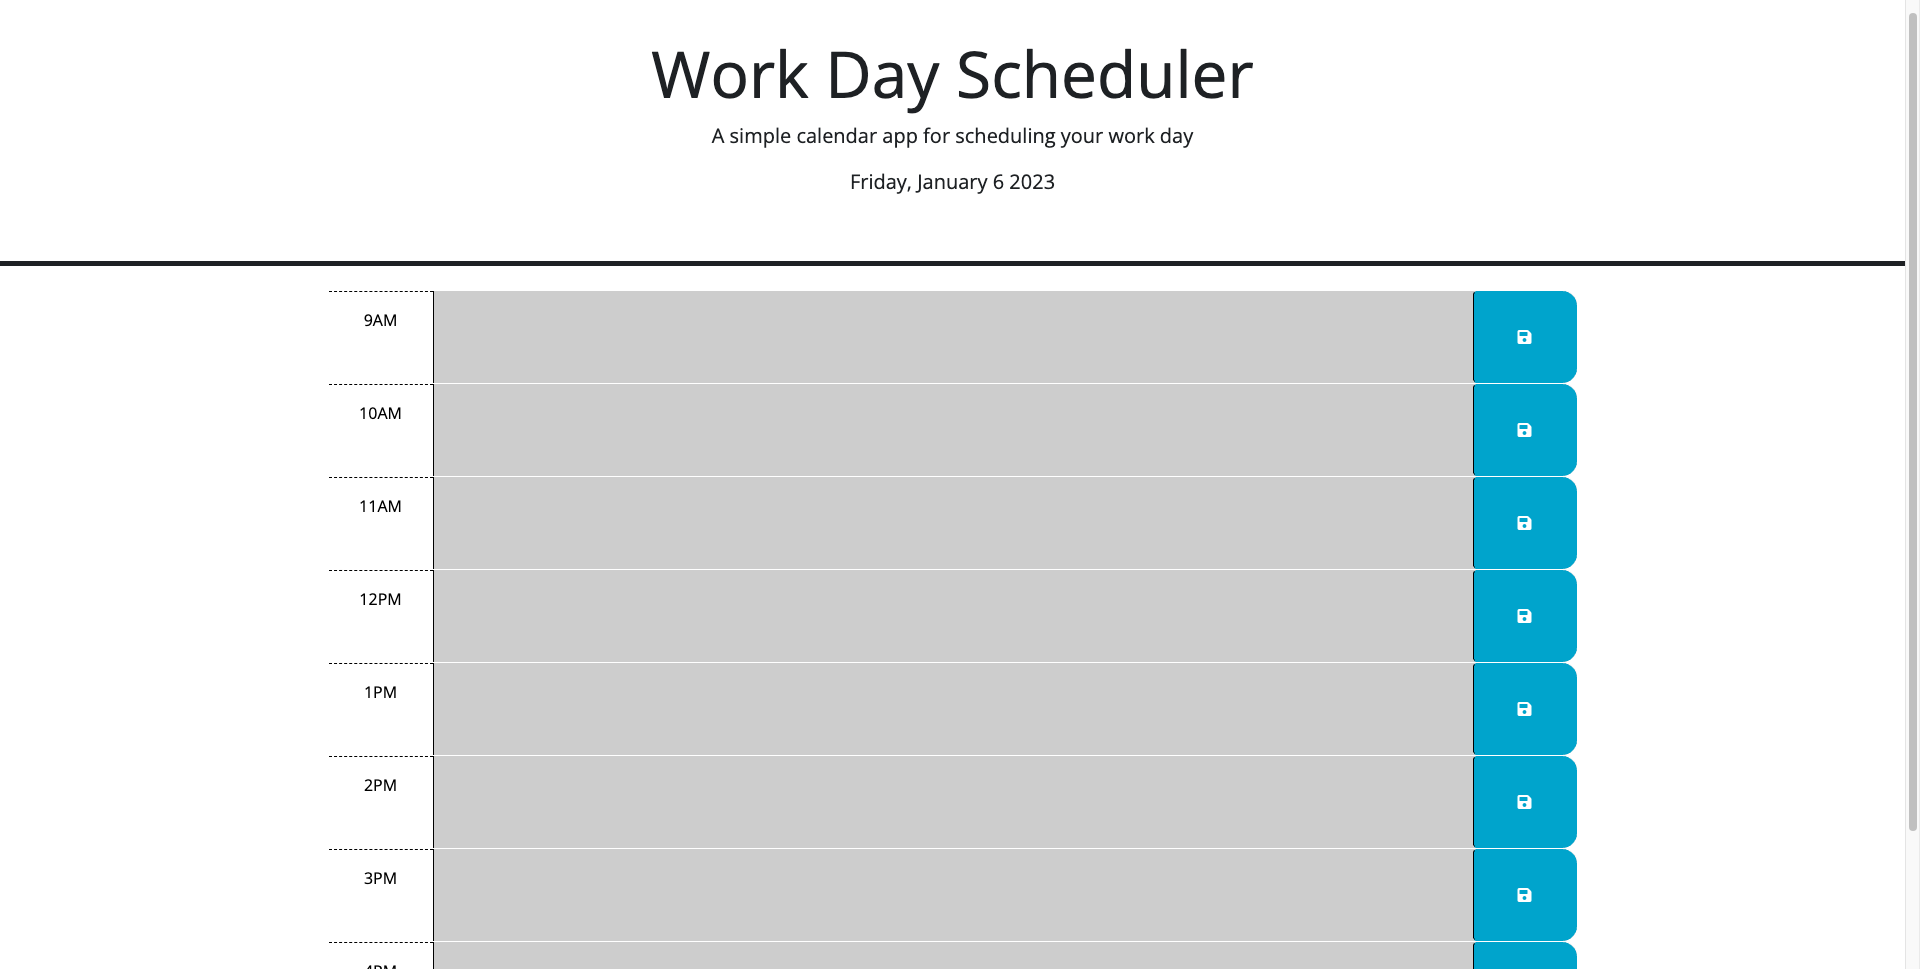 Work Day Scheduler
A simple calendar app for scheduling your work day
Friday, January 6 2023
9AM
10AM
11AM
12PM
1PM
2PM
3PM
4PM